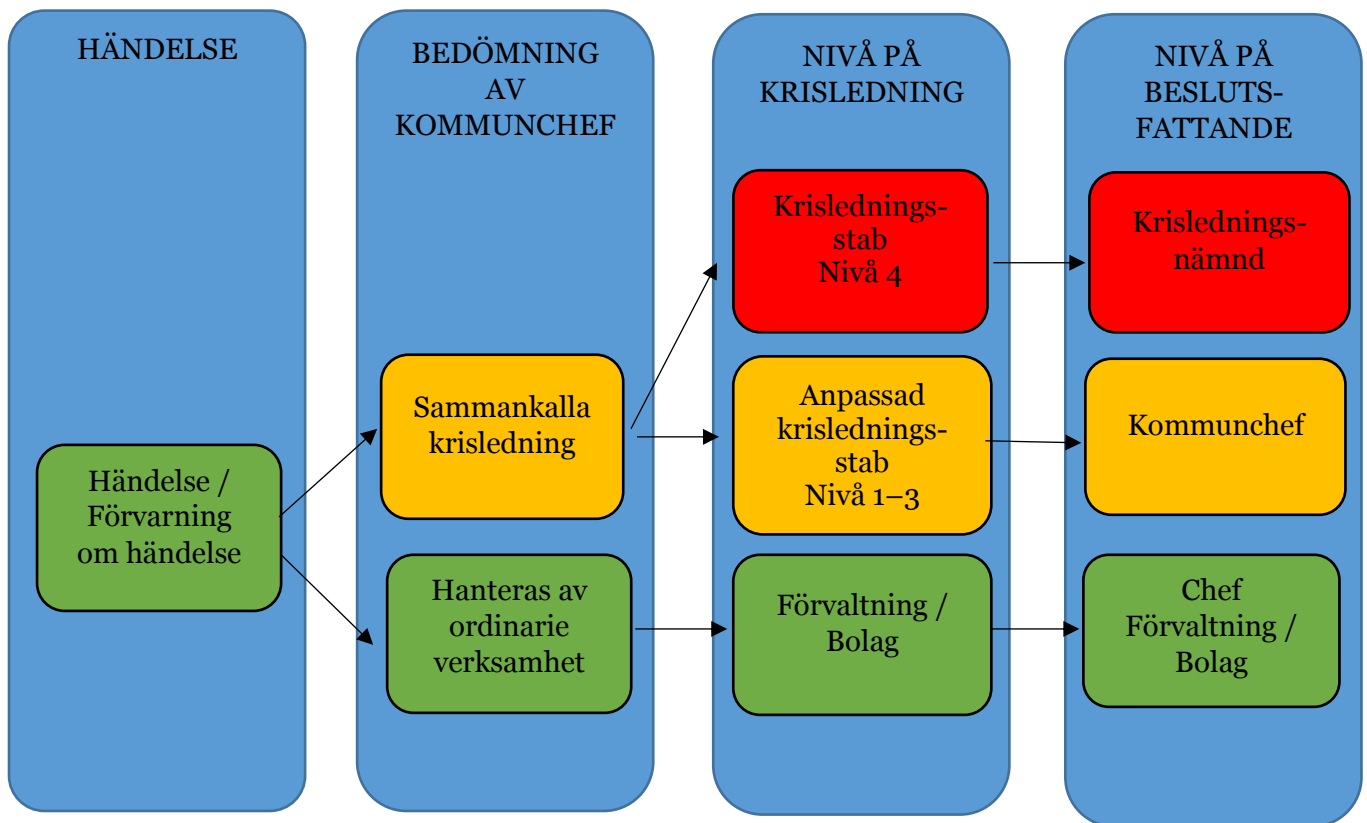 HÄNDELSE
BEDÖMNING
AV
KOMMUNCHEF
NIVÅ PÅ
KRISLEDNING
NIVÅ PÅ
BESLUTS-
FATTANDE
Händelse /
Förvarning
om händelse
Sammankalla
krisledning
Hanteras av
ordinarie
verksamhet
Krislednings-
stab
Nivå 4
Anpassad
krislednings-
stab
Nivå 1–3
Förvaltning /
Bolag
Krislednings-
nämnd
Kommunchef
Chef
Förvaltning /
Bolag